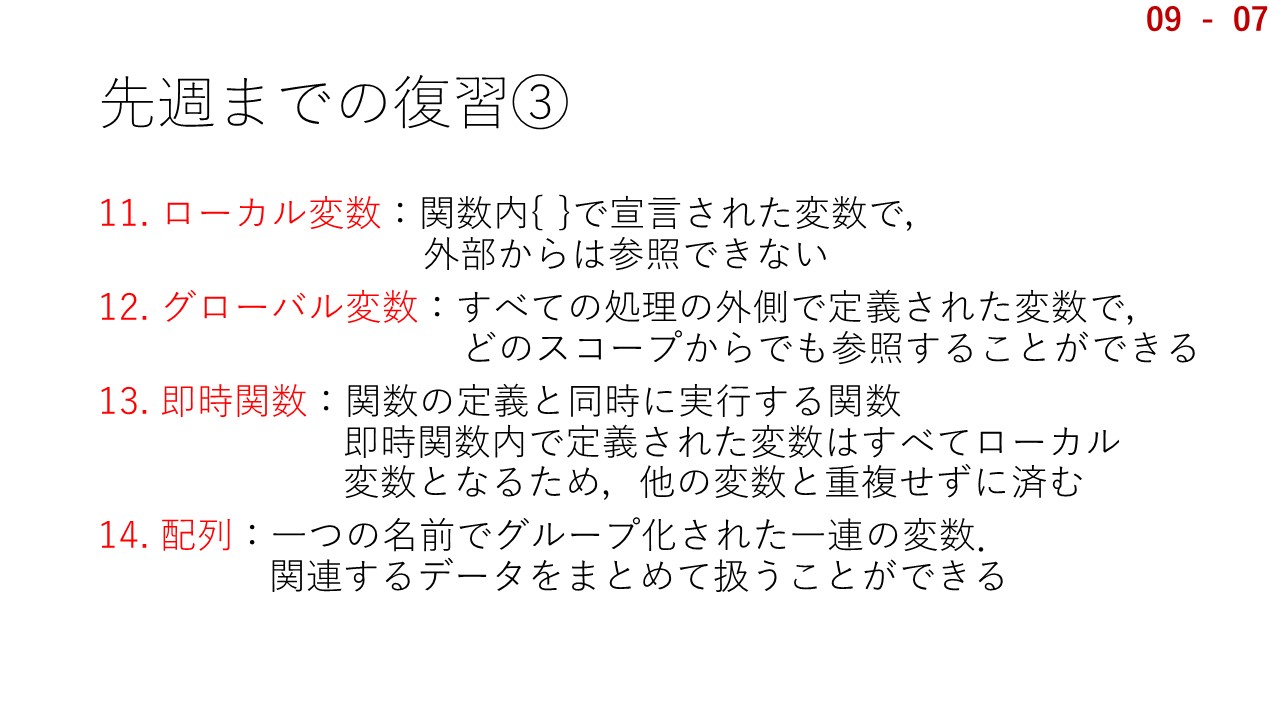 09 - 07
先週までの復習③
11. ローカル変数：関数内{ }で宣言された変数で,
外部からは参照できない
12. グローバル変数：すべての処理の外側で定義された変数で,
どのスコープからでも参照することができる
13. 即時関数：関数の定義と同時に実行する関数
即時関数内で定義された変数はすべてローカル
変数となるため, 他の変数と重複せずに済む
14. 配列：一つの名前でグループ化された一連の変数.
関連するデータをまとめて扱うことができる